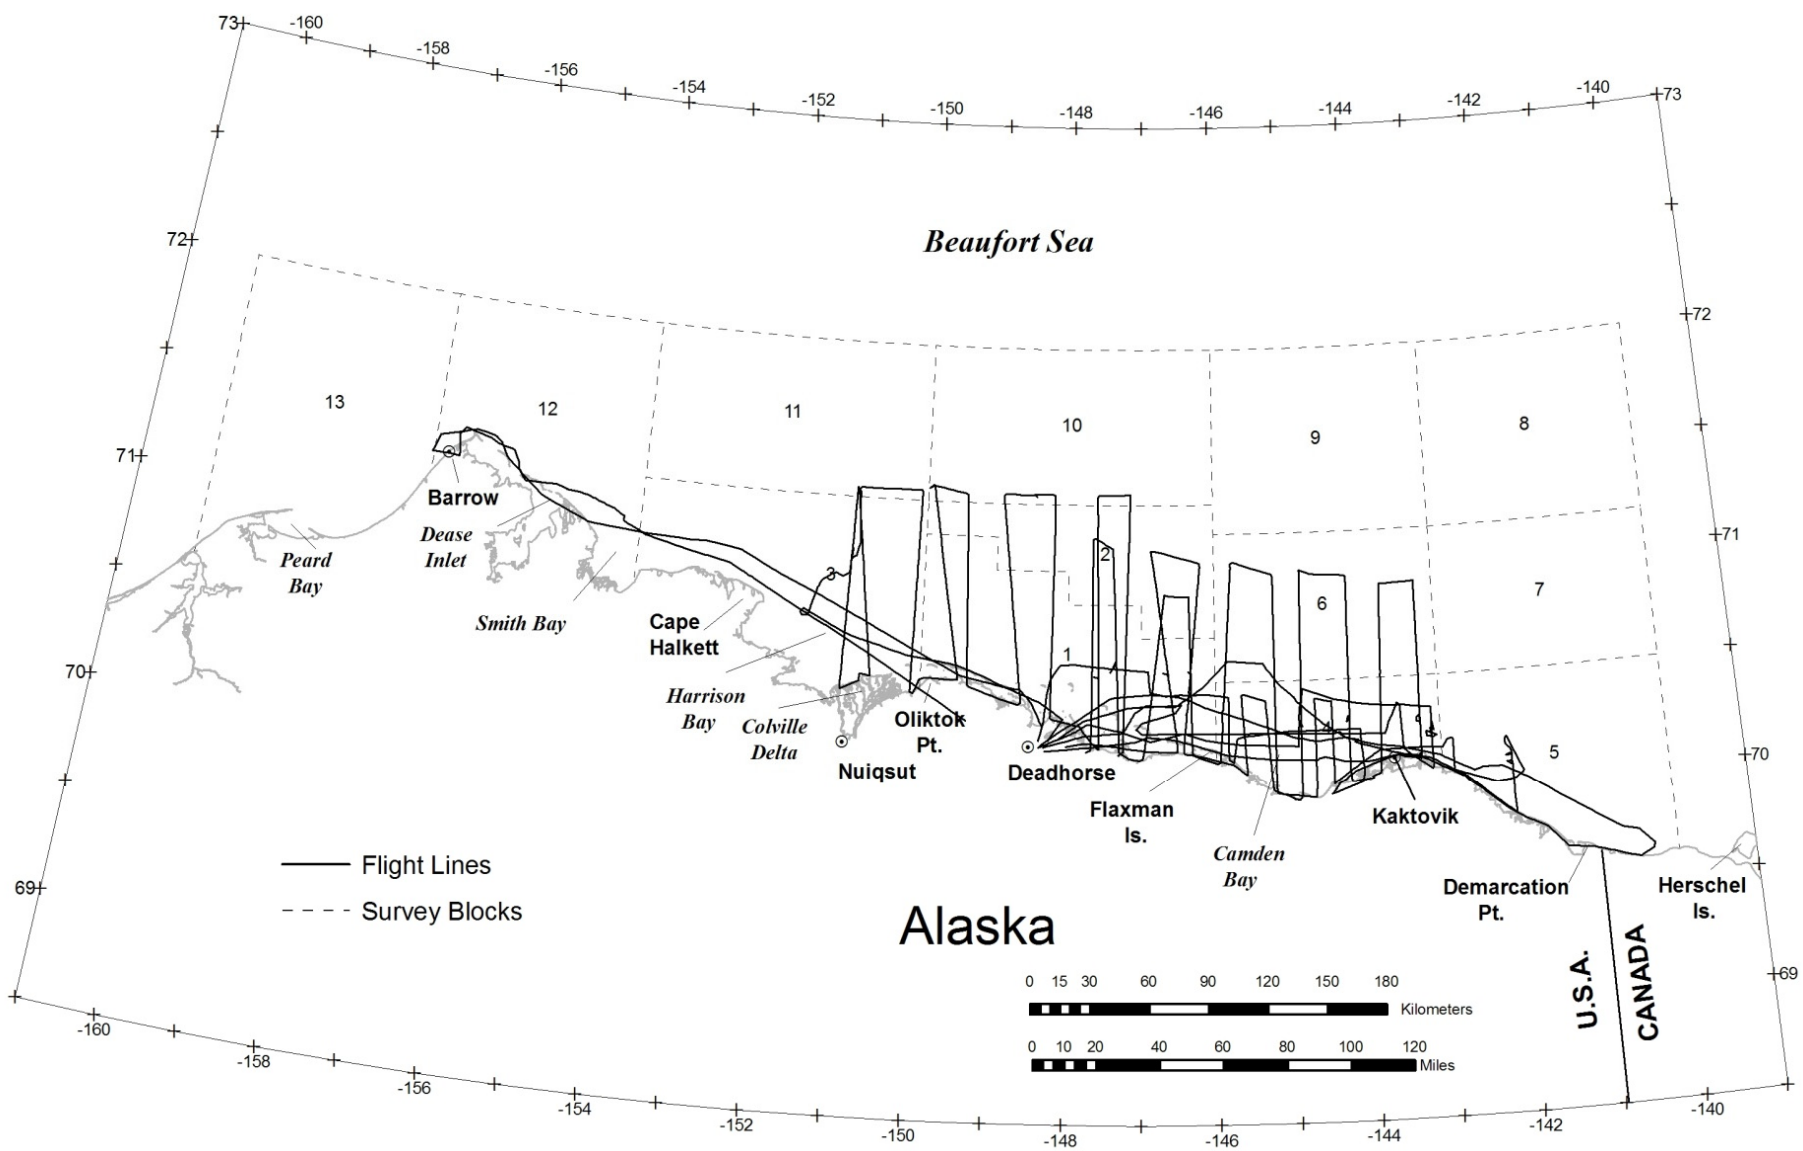 73
-160
-158
-156
-154
-152
-150
-148
-146
-144
-142
-140
73
72
Beaufort Sea
72
13
12
11
10
9
8
71
Barrow
Dease
Inlet
Peard
Bay
71
3
2
6
7
Smith Bay
Cape
Halkett
1
70
Harrison
Bay
Colville
Delta
Oliktok
Pt.
5
70
Nuiqsut
Deadhorse
Flaxman
Is.
Kaktovik
Camden
Bay
Flight Lines
Survey Blocks
69
Demarcation
Pt.
Herschel
Is.
Alaska
U.S.A.
CANADA
69
0 15 30 60 90 120 150 180
Kilometers
0 10 20 40 60 80 100 120
Miles
-160
-158
-156
-154
-152
-150
-148
-146
-144
-142
-140